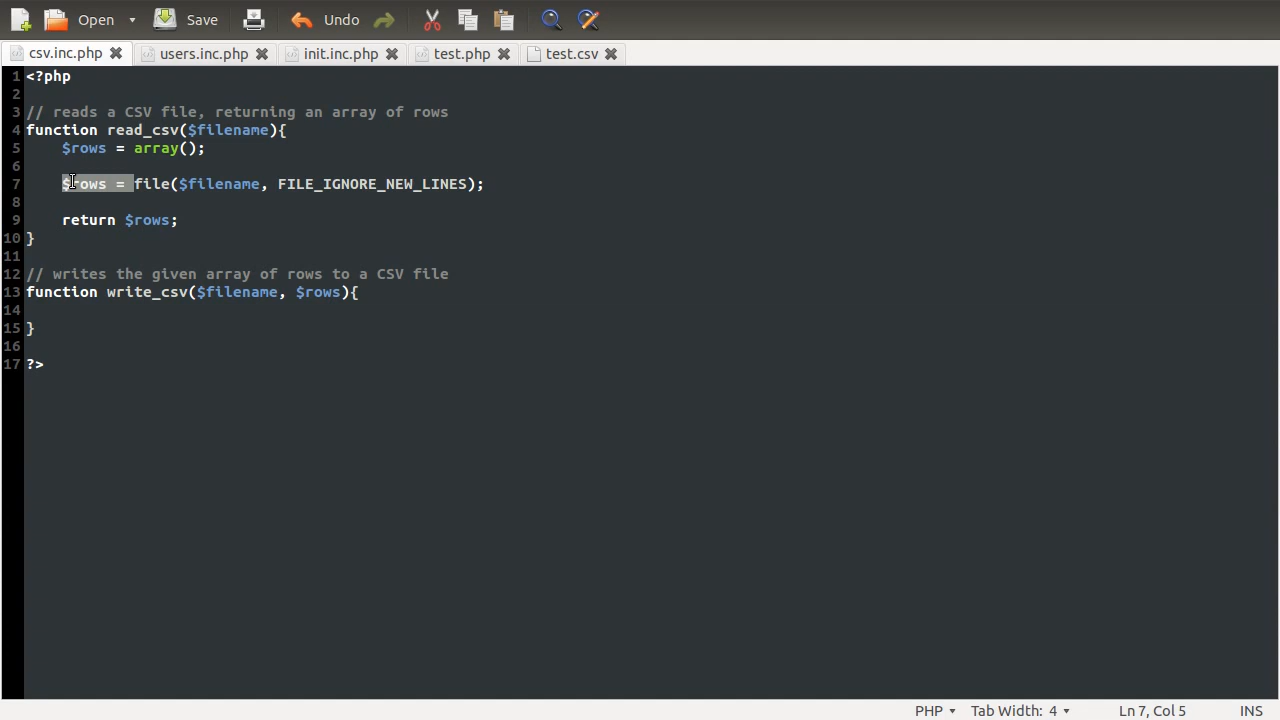 Open Save Undo
csv.inc.php users.inc.php init.inc.php test.php test.csv
1 <?php
2
3 // reads a CSV file, returning an array of rows
4 function read_csv($filename){
5 $rows = array();
6
7 $rows = file($filename, FILE_IGNORE_NEW_LINES);
8
9 return $rows;
10 }
11
12 // writes the given array of rows to a CSV file
13 function write_csv($filename, $rows){
14
15 }
16
17 ?>
PHP Tab Width: 4 Ln 7, Col 5 INS